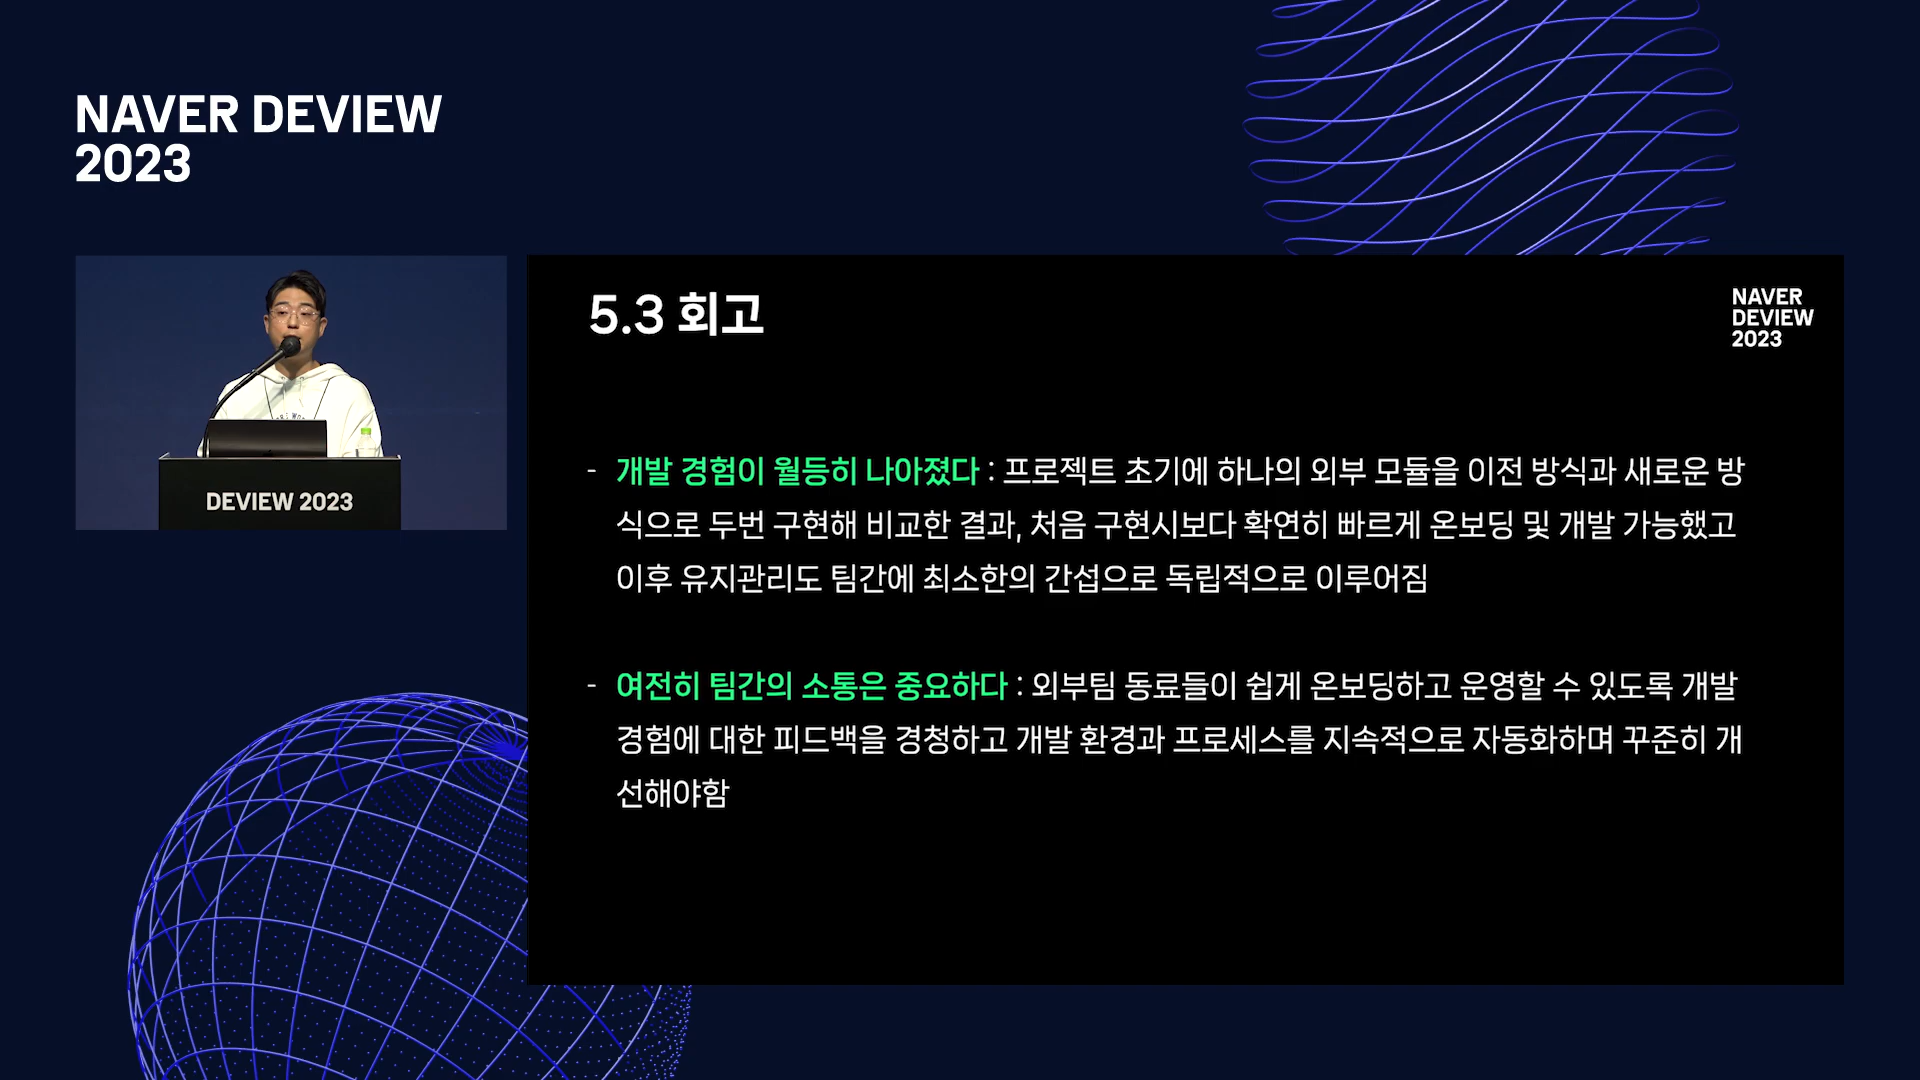 NAVER DEVIEW
2023
DEVIEW 2023
5.3 회고
NAVER
DEVIEW
2023
- 개발 경험이 월등히 나아졌다 : 프로젝트 초기에 하나의 외부 모듈을 이전 방식과 새로운 방
식으로 두번 구현해 비교한 결과, 처음 구현시보다 확연히 빠르게 온보딩 및 개발 가능했고
이후 유지관리도 팀간에 최소한의 간섭으로 독립적으로 이루어짐
- 여전히 팀간의 소통은 중요하다 : 외부팀 동료들이 쉽게 온보딩하고 운영할 수 있도록 개발
경험에 대한 피드백을 경청하고 개발 환경과 프로세스를 지속적으로 자동화하며 꾸준히 개
선해야함